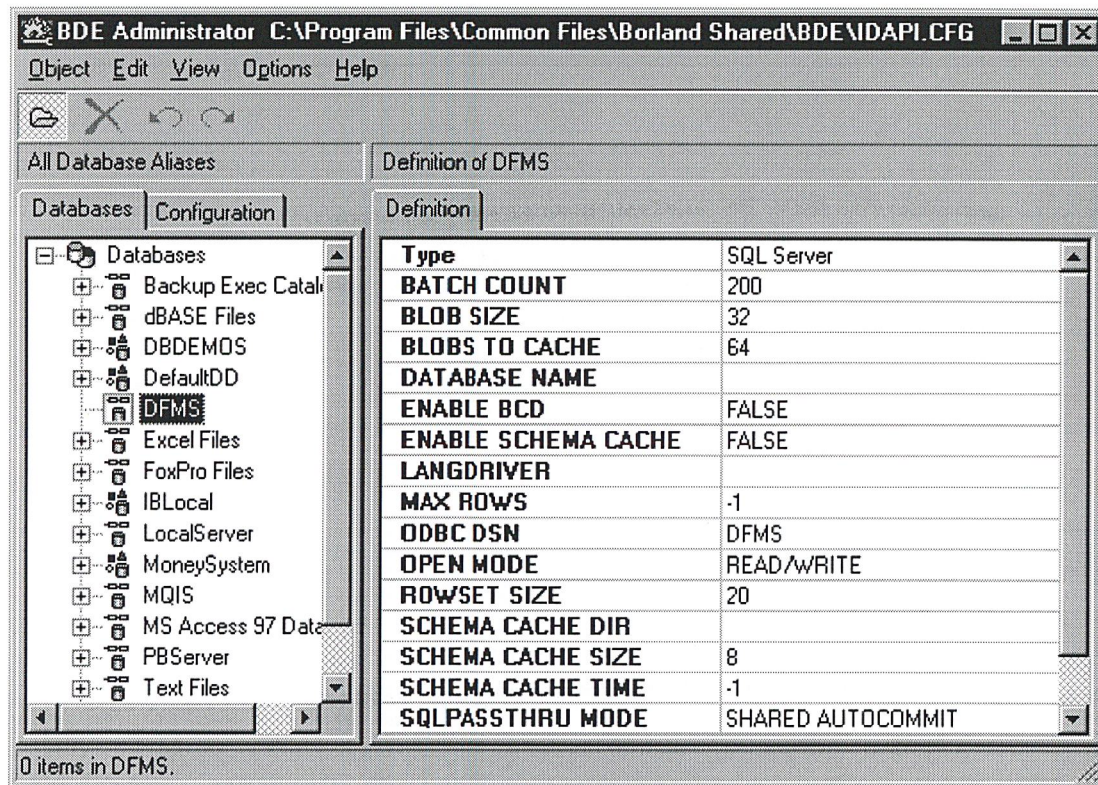 BDE Administrator C:\Program Files\Common Files\Borland Shared\BDE\IDAPI.CFG
Object Edit View Options Help
All Database Aliases
Definition of DFMS
Databases
Configuration
Definition
Databases
Backup Exec Catal
dBASE Files
DBDEMOS
DefaultDD
DFMS
Excel Files
FoxPro Files
IBLocal
LocalServer
MoneySystem
MQIS
MS Access 97 Data
PBServer
Text Files
Type SQL Server
BATCH COUNT 200
BLOB SIZE 32
BLOBS TO CACHE 64
DATABASE NAME
ENABLE BCD FALSE
ENABLE SCHEMA CACHE FALSE
LANGDRIVER
MAX ROWS -1
ODBC DSN DFMS
OPEN MODE READ/WRITE
ROWSET SIZE 20
SCHEMA CACHE DIR
SCHEMA CACHE SIZE 8
SCHEMA CACHE TIME -1
SQLPASSTHRU MODE SHARED AUTOCOMMIT
0 items in DFMS.